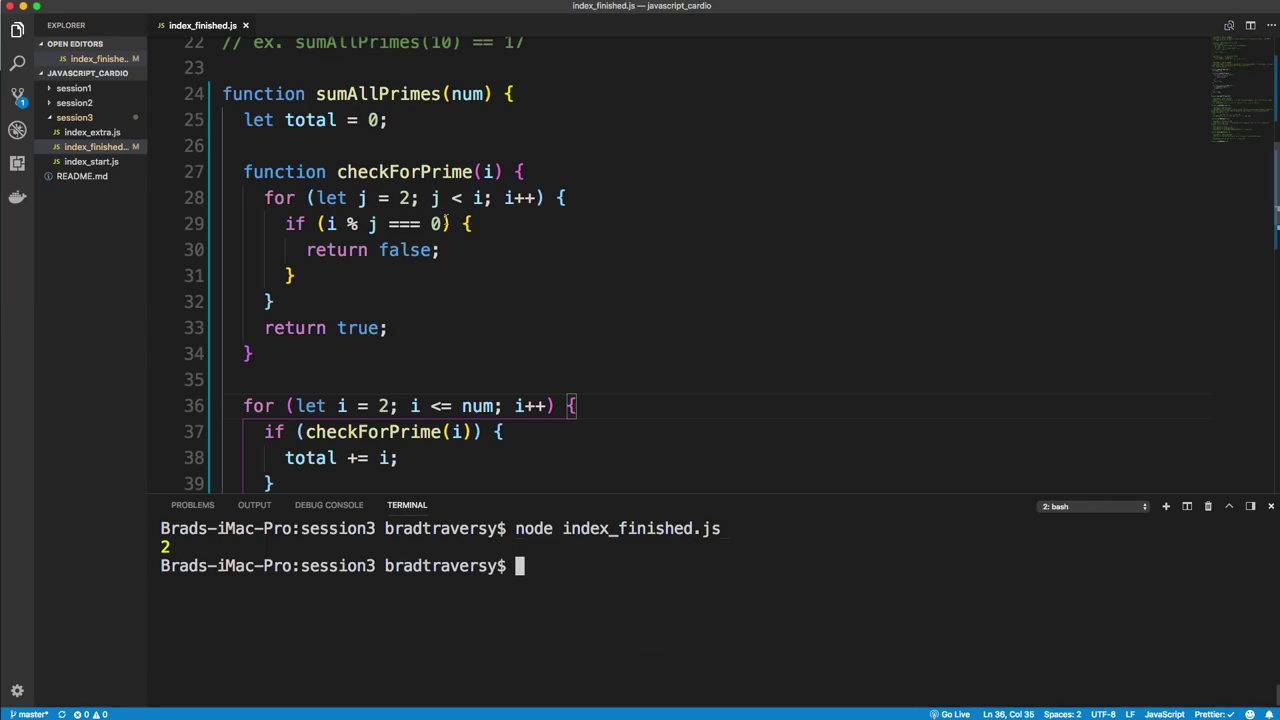 index_finished.js — javascript_cardio
EXPLORER
OPEN EDITORS
index_finishe...
JAVASCRIPT_CARDIO
session1
session2
session3
index_extra.js
index_finished...
index_start.js
README.md
1
index_finished.js ×
22 // ex. sumAllPrimes(10) == 17
23
24 function sumAllPrimes(num) {
25 let total = 0;
26
27 function checkForPrime(i) {
28 for (let j = 2; j < i; i++) {
29 if (i % j === 0) {
30 return false;
31 }
32 }
33 return true;
34 }
35
36 for (let i = 2; i <= num; i++) {
37 if (checkForPrime(i)) {
38 total += i;
39 }
PROBLEMS OUTPUT DEBUG CONSOLE TERMINAL 2: bash
Brads-iMac-Pro:session3 bradtraversy$ node index_finished.js
2
Brads-iMac-Pro:session3 bradtraversy$
master* 0 0 Go Live Ln 36, Col 35 Spaces: 2 UTF-8 LF JavaScript Prettier: ✓